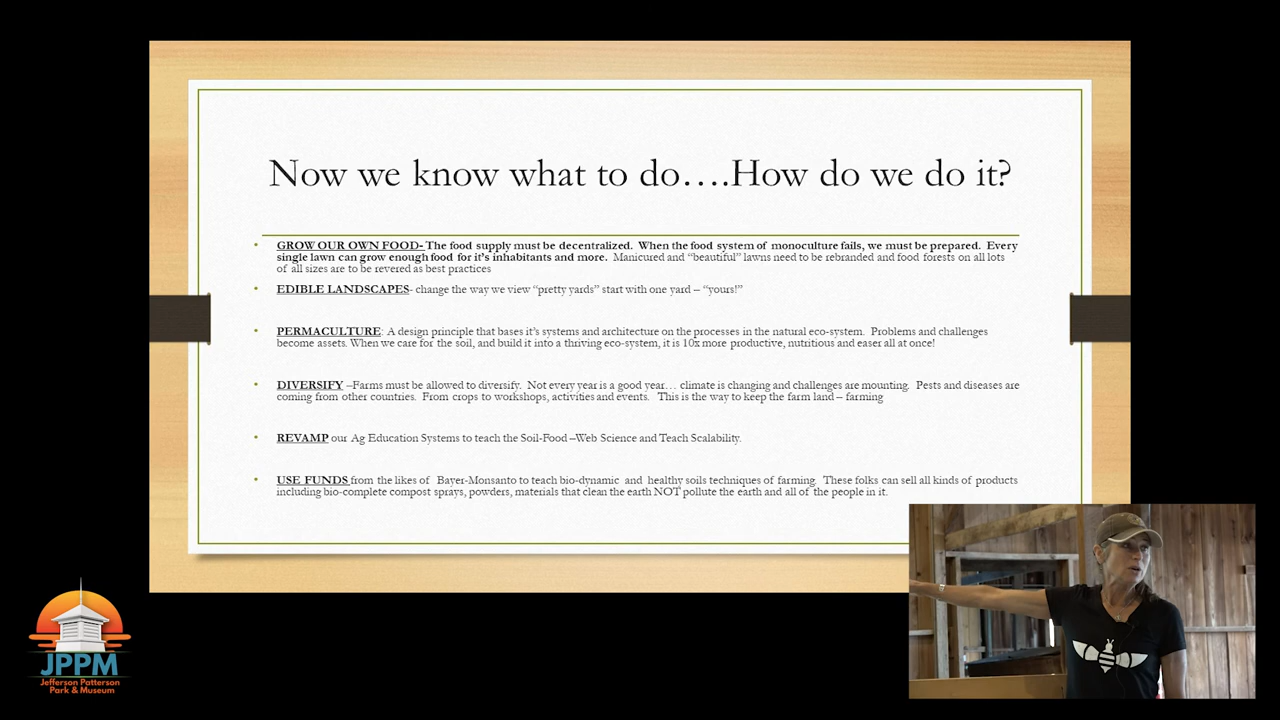 Now we know what to do….How do we do it?
GROW OUR OWN FOOD- The food supply must be decentralized. When the food system of monoculture fails, we must be prepared. Every
single lawn can grow enough food for it's inhabitants and more. Manicured and "beautiful" lawns need to be rebranded and food forests on all lots
of all sizes are to be revered as best practices
EDIBLE LANDSCAPES- change the way we view "pretty yards" start with one yard – "yours!"
PERMACULTURE: A design principle that bases it's systems and architecture on the processes in the natural eco-system. Problems and challenges
become assets. When we care for the soil, and build it into a thriving eco-system, it is 10x more productive, nutritious and easer all at once!
DIVERSIFY –Farms must be allowed to diversify. Not every year is a good year… climate is changing and challenges are mounting. Pests and diseases are
coming from other countries. From crops to workshops, activities and events. This is the way to keep the farm land – farming
REVAMP our Ag Education Systems to teach the Soil-Food –Web Science and Teach Scalability.
USE FUNDS from the likes of Bayer-Monsanto to teach bio-dynamic and healthy soils techniques of farming. These folks can sell all kinds of products
including bio-complete compost sprays, powders, materials that clean the earth NOT pollute the earth and all of the people in it.
JPPM
Jefferson Patterson
Park & Museum